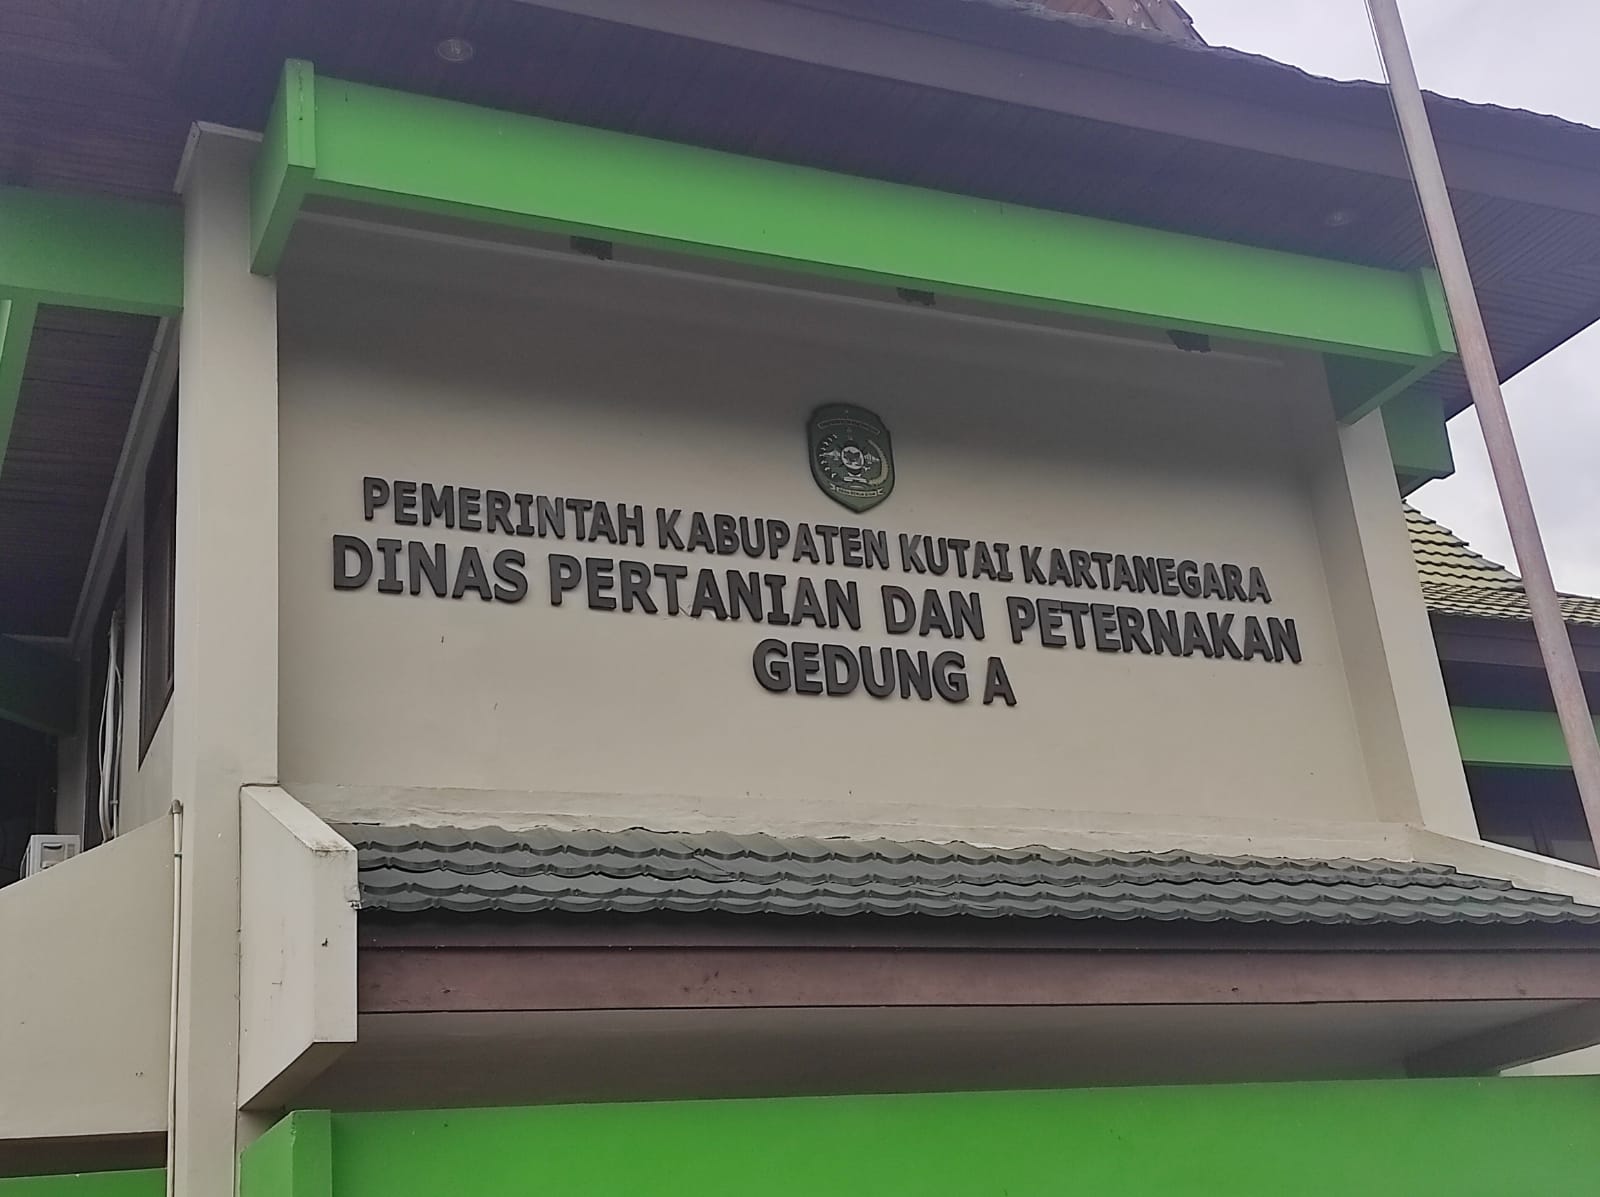 PEMERINTAH KABUPATEN KUTAI KARTANEGARA
DINAS PERTANIAN DAN PETERNAKAN
GEDUNG A